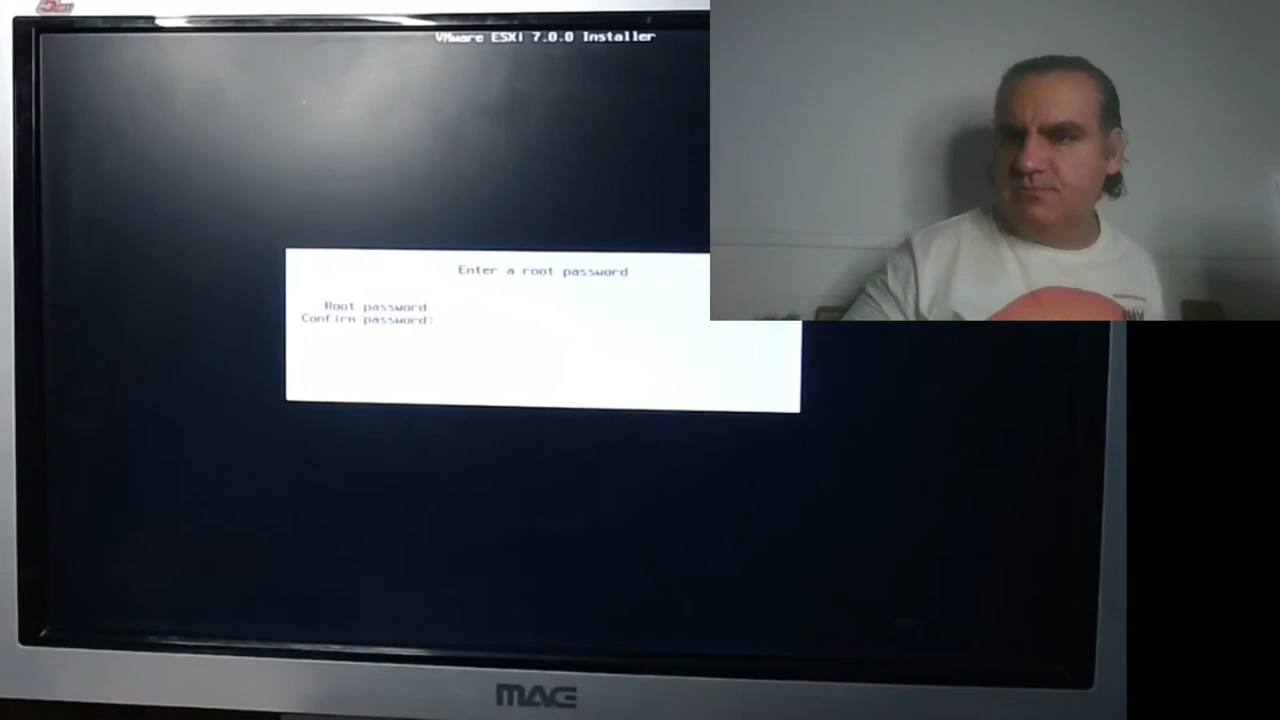 VMware ESXi 7.0.0 Installer
Enter a root password
Root password
Confirm password:
MAG